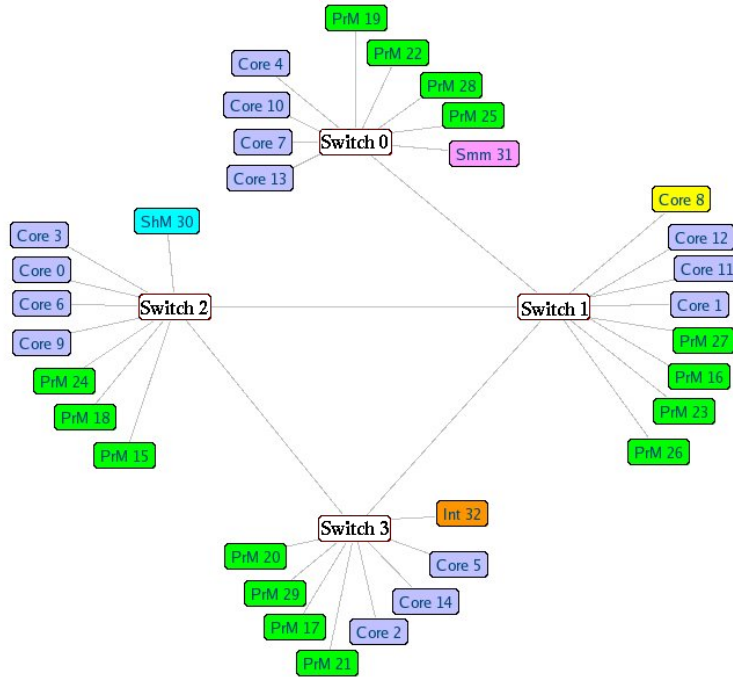 PrM 19
PrM 22
Core 4
PrM 28
Core 10
PrM 25
Switch 0
Core 7
Smm 31
Core 13
Core 8
ShM 30
Core 3
Core 12
Core 0
Core 11
Core 6
Switch 2
Switch 1
Core 1
Core 9
PrM 27
PrM 24
PrM 16
PrM 18
PrM 23
PrM 15
PrM 26
Int 32
Switch 3
PrM 20
Core 5
PrM 29
Core 14
PrM 17
Core 2
PrM 21